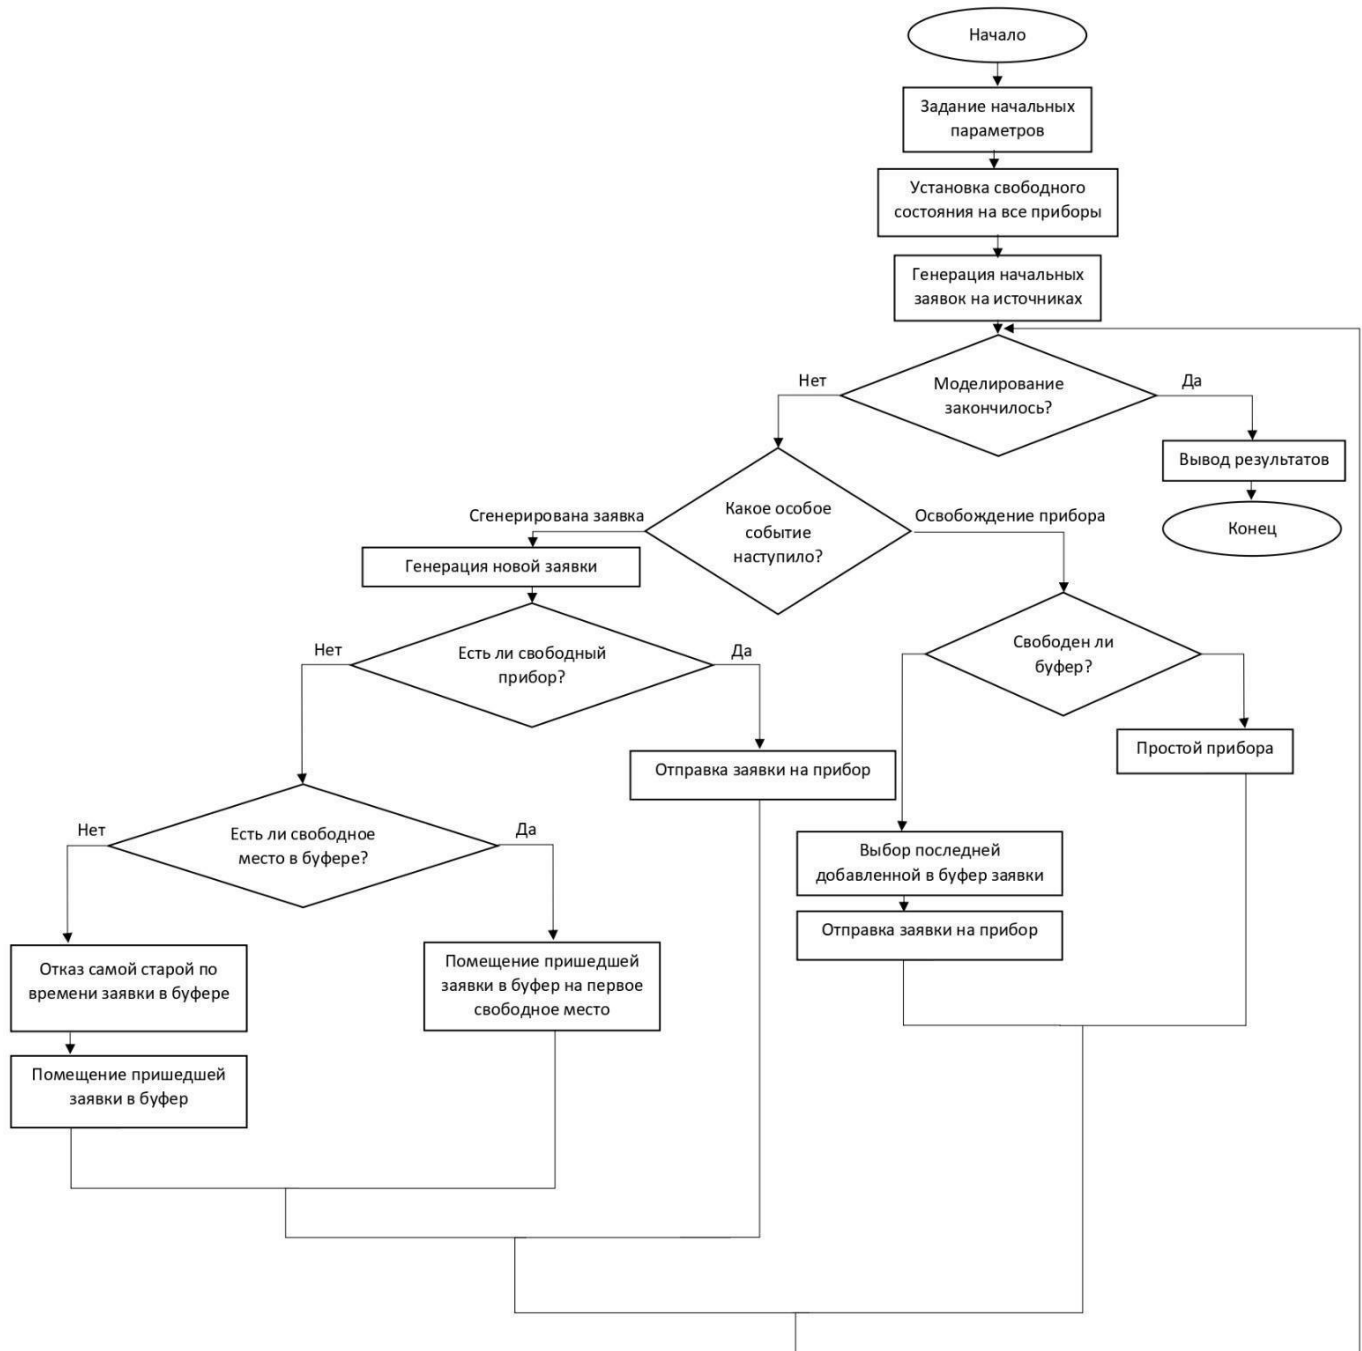 Начало
Задание начальных
параметров
Установка свободного
состояния на все приборы
Генерация начальных
заявок на источниках
Моделирование
закончилось?
Нет
Да
Вывод результатов
Конец
Какое особое
событие
наступило?
Сгенерирована заявка
Освобождение прибора
Генерация новой заявки
Есть ли свободный
прибор?
Нет
Да
Свободен ли
буфер?
Простой прибора
Отправка заявки на прибор
Есть ли свободное
место в буфере?
Нет
Да
Выбор последней
добавленной в буфер заявки
Отправка заявки на прибор
Отказ самой старой по
времени заявки в буфере
Помещение пришедшей
заявки в буфер на первое
свободное место
Помещение пришедшей
заявки в буфер